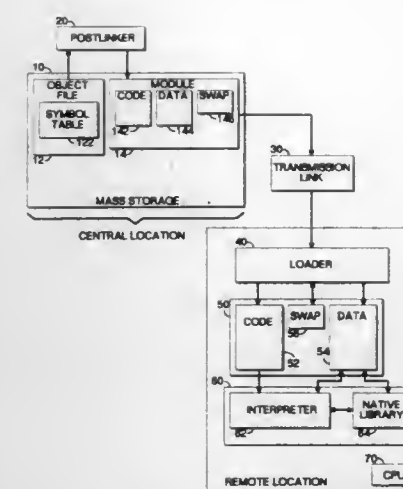 20
POSTLINKER
10
OBJECT FILE
MODULE
CODE
DATA
SWAP
SYMBOL TABLE
122
142
144
146
12
14
MASS STORAGE
CENTRAL LOCATION
30
TRANSMISSION LINK
40
LOADER
50
CODE
SWAP
56
DATA
54
52
60
INTERPRETER
62
NATIVE LIBRARY
64
70
CPU
REMOTE LOCATION